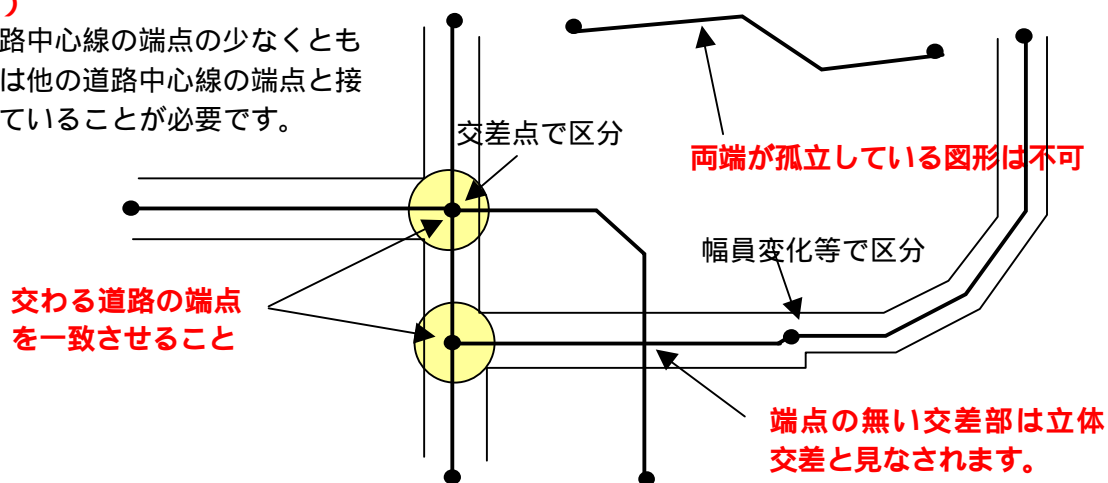 う）
路中心線の端点の少なくとも
は他の道路中心線の端点と接
ていることが必要です。
交差点で区分
両端が孤立している図形は不可
幅員変化等で区分
交わる道路の端点
を一致させること
端点の無い交差部は立体
交差と見なされます。